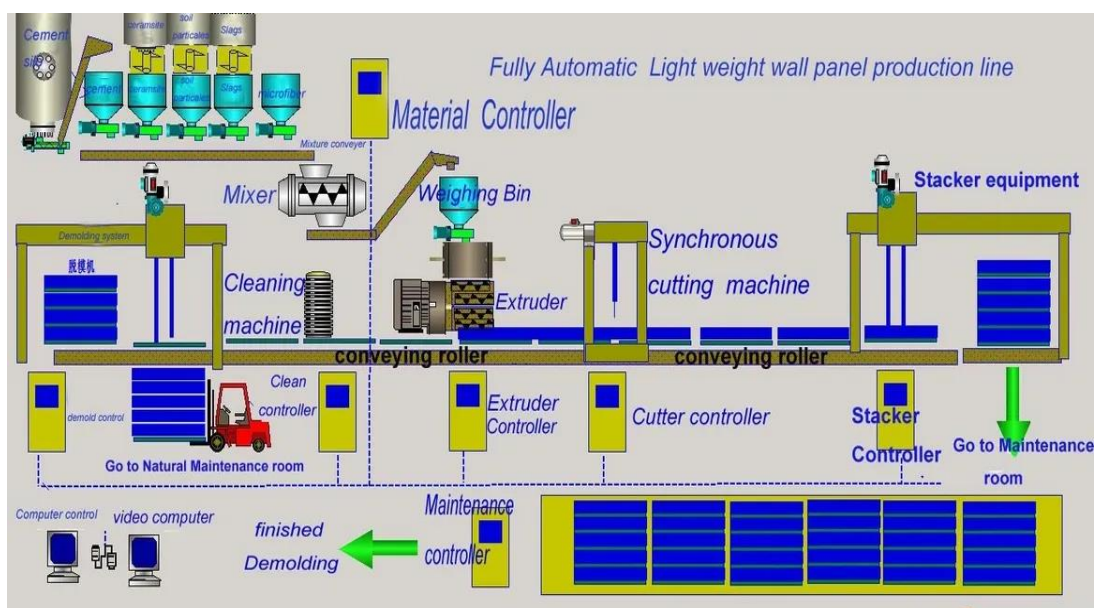 Cement
silo
ceramsite
soil
particales
Slags
cement
ceramsite
soil
particales
Slags
microfiber
Fully Automatic Light weight wall panel production line
Material Controller
Mixture conveyer
Mixer
Weighing Bin
Stacker equipment
Demolding system
脱模机
Cleaning
machine
Extruder
Synchronous
cutting machine
conveying roller
conveying roller
demold control
Clean
controller
Extruder
Controller
Cutter controller
Stacker
Controller
Go to Maintenance
room
Go to Natural Maintenance room
Computer control
video computer
finished
Demolding
Maintenance
controller